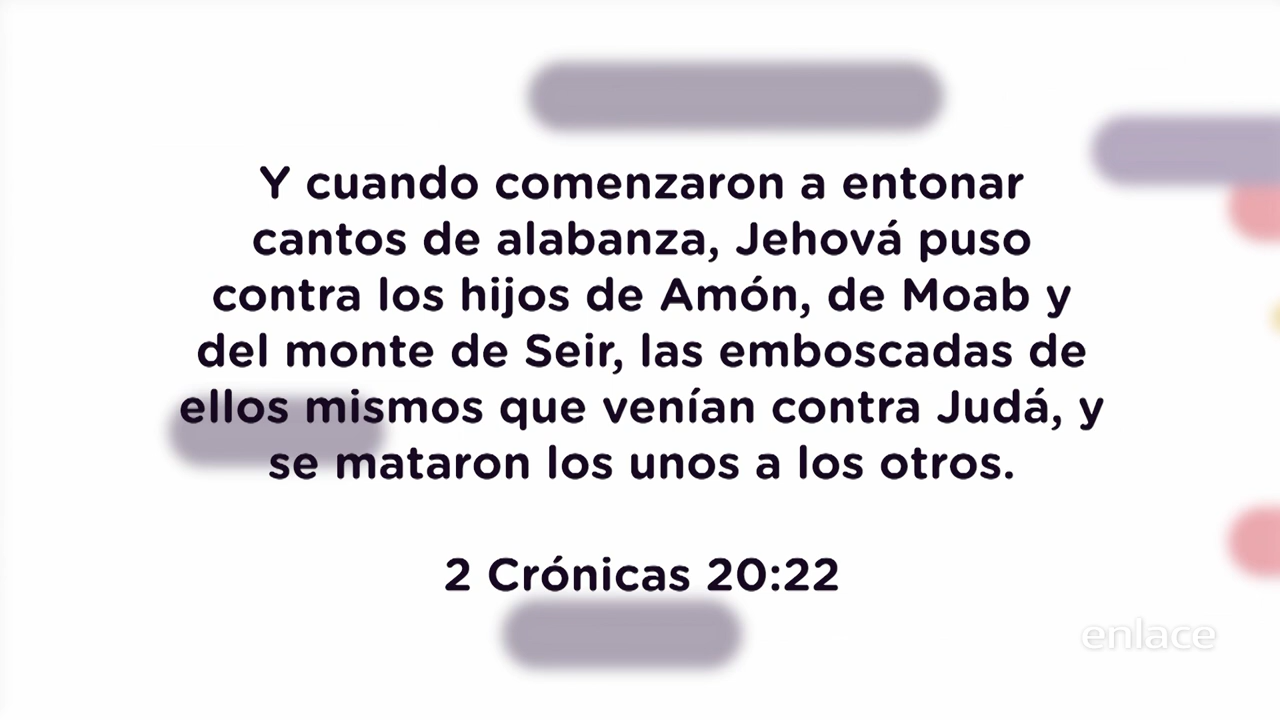 Y cuando comenzaron a entonar
cantos de alabanza, Jehová puso
contra los hijos de Amón, de Moab y
del monte de Seir, las emboscadas de
ellos mismos que venían contra Judá, y
se mataron los unos a los otros.
2 Crónicas 20:22
enlace